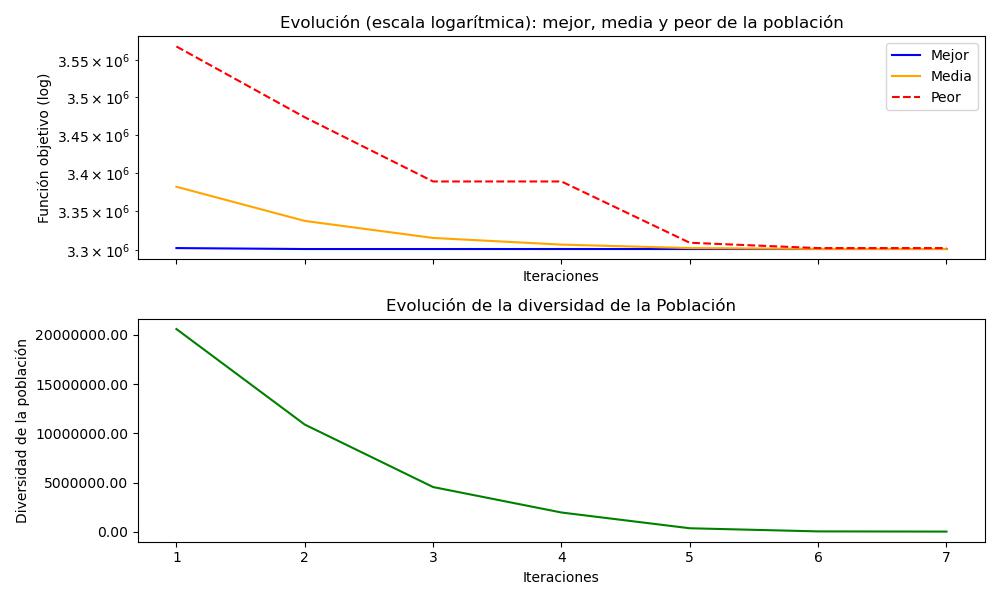 Evolución (escala logarítmica): mejor, media y peor de la población
Función objetivo (log)
3.55 × 10⁶
3.5 × 10⁶
3.45 × 10⁶
3.4 × 10⁶
3.35 × 10⁶
3.3 × 10⁶
Mejor
Media
Peor
Iteraciones
Evolución de la diversidad de la Población
Diversidad de la población
20000000.00
15000000.00
10000000.00
5000000.00
0.00
1 2 3 4 5 6 7
Iteraciones